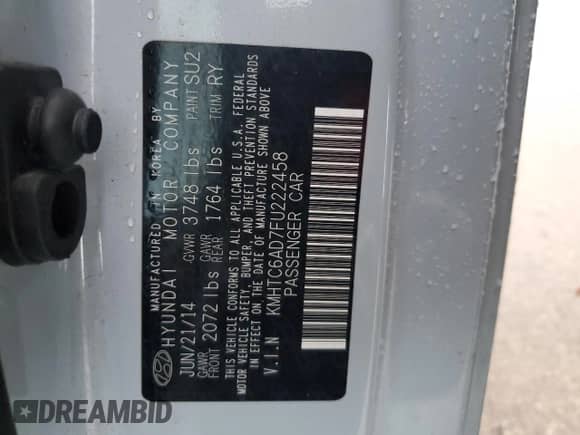 MANUFACTURED IN KOREA BY
HYUNDAI MOTOR COMPANY
JUN/21/14 GVWR 3748 lbs PAINT SU2
GAWR FRONT 2072 lbs GAWR REAR 1764 lbs TRIM RY
THIS VEHICLE CONFORMS TO ALL APPLICABLE U.S.A. FEDERAL
MOTOR VEHICLE SAFETY, BUMPER, AND THEFT PREVENTION STANDARDS
IN EFFECT ON THE DATE OF MANUFACTURE SHOWN ABOVE
V.I.N KMHTC6AD7FU222458
PASSENGER CAR
DREAMBID